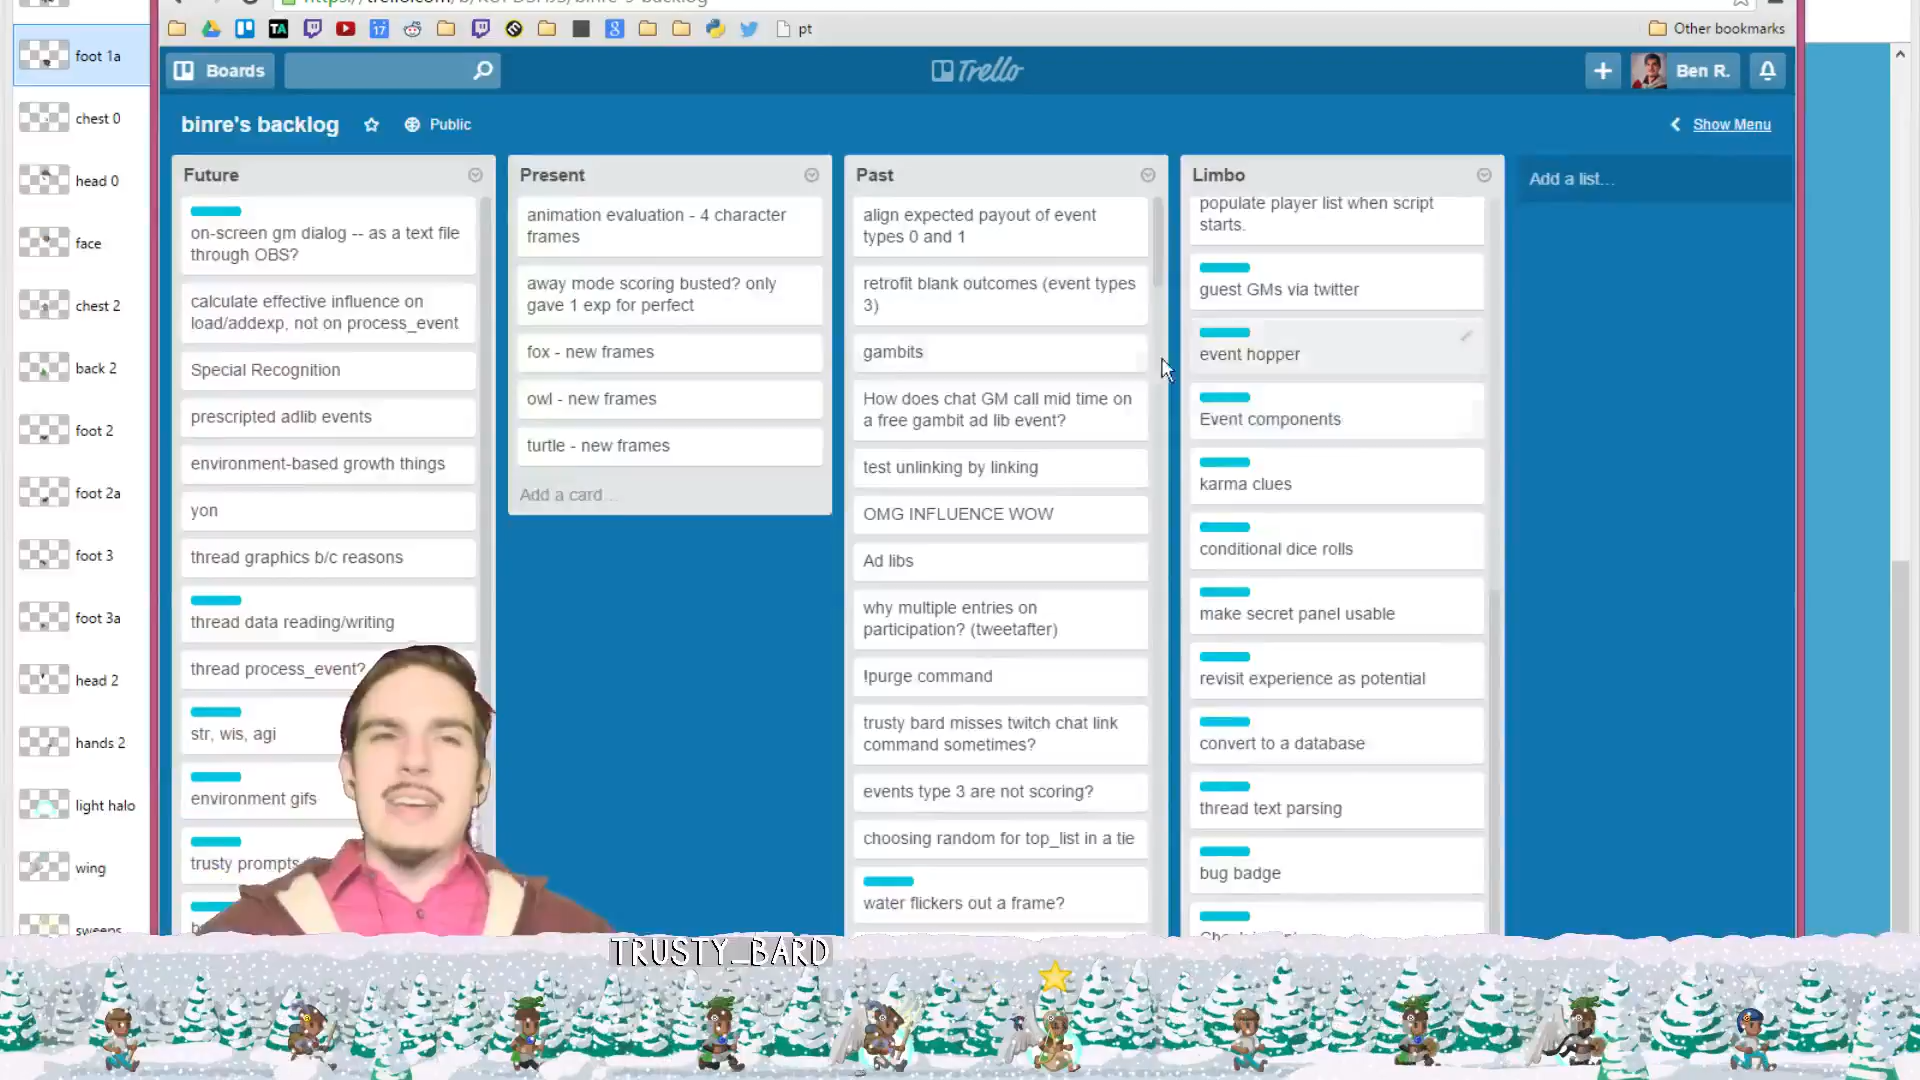 pt
Other bookmarks
foot 1a
chest 0
head 0
face
chest 2
back 2
foot 2
foot 2a
foot 3
foot 3a
head 2
hands 2
light halo
wing
Boards
Trello
Ben R.
binre's backlog
Public
Show Menu
Future
on-screen gm dialog -- as a text file
through OBS?
calculate effective influence on
load/addexp, not on process_event
Special Recognition
prescripted adlib events
environment-based growth things
yon
thread graphics b/c reasons
thread data reading/writing
thread process_event?
str, wis, agi
environment gifs
trusty prompts
Present
animation evaluation - 4 character
frames
away mode scoring busted? only
gave 1 exp for perfect
fox - new frames
owl - new frames
turtle - new frames
Add a card...
Past
align expected payout of event
types 0 and 1
retrofit blank outcomes (event types
3)
gambits
How does chat GM call mid time on
a free gambit ad lib event?
test unlinking by linking
OMG INFLUENCE WOW
Ad libs
why multiple entries on
participation? (tweetafter)
!purge command
trusty bard misses twitch chat link
command sometimes?
events type 3 are not scoring?
choosing random for top_list in a tie
water flickers out a frame?
Limbo
populate player list when script
starts.
guest GMs via twitter
event hopper
Event components
karma clues
conditional dice rolls
make secret panel usable
revisit experience as potential
convert to a database
thread text parsing
bug badge
Add a list...
TRUSTY_BARD